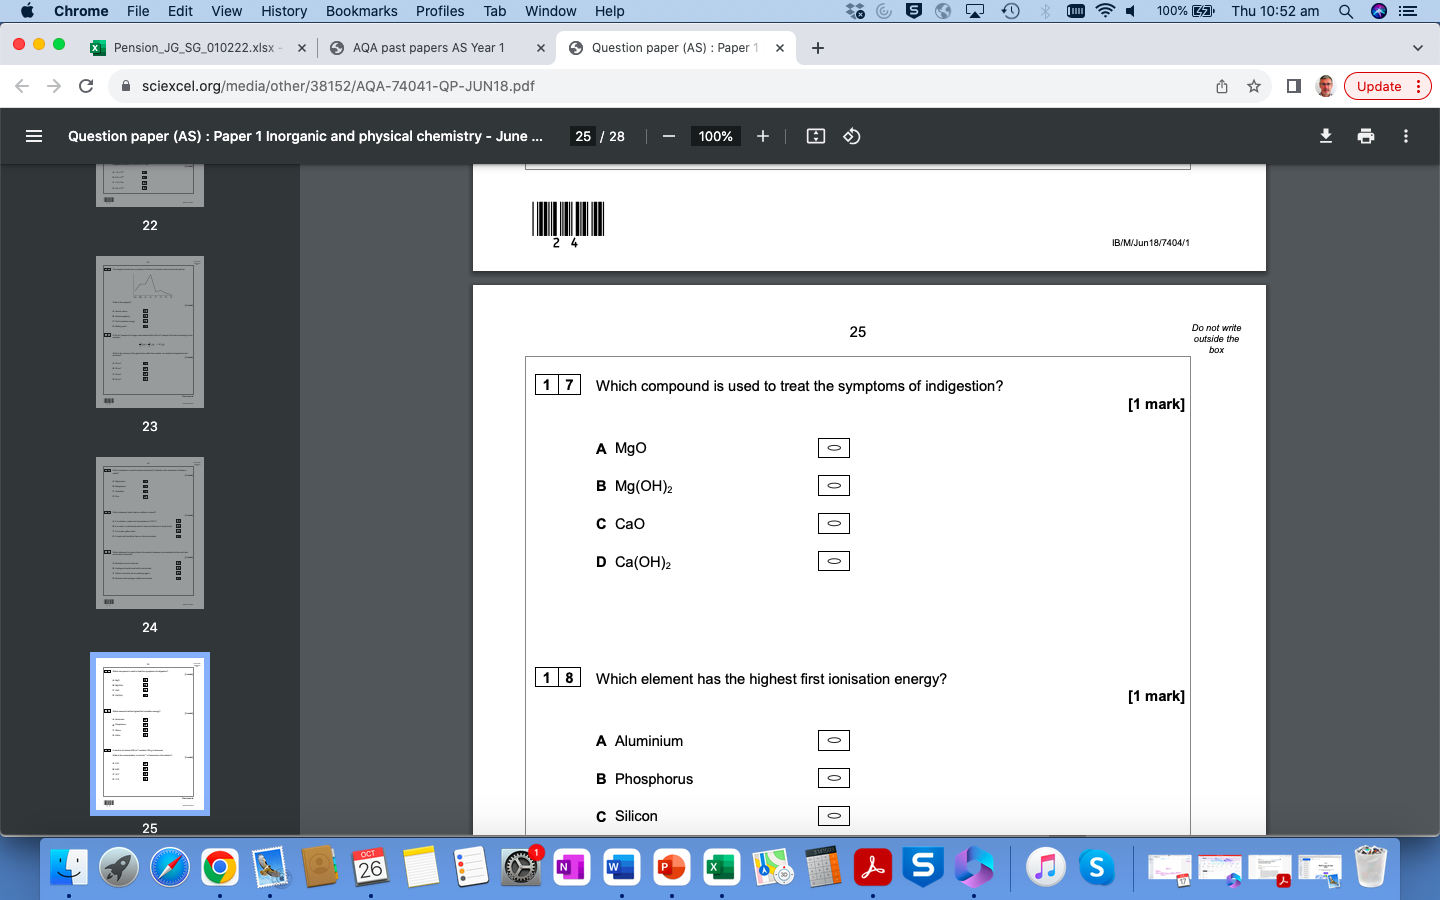 Chrome File Edit View History Bookmarks Profiles Tab Window Help 100% Thu 10:52 am
Pension_JG_SG_010222.xlsx - AQA past papers AS Year 1 Question paper (AS) : Paper 1
sciexcel.org/media/other/38152/AQA-74041-QP-JUN18.pdf Update
Question paper (AS) : Paper 1 Inorganic and physical chemistry - June ... 25 / 28 100%
22
23
24
25
2 4
IB/M/Jun18/7404/1
25
Do not write
outside the
box
1 7 Which compound is used to treat the symptoms of indigestion?
[1 mark]
A MgO
B Mg(OH)₂
C CaO
D Ca(OH)₂
1 8 Which element has the highest first ionisation energy?
[1 mark]
A Aluminium
B Phosphorus
C Silicon
OCT
26
1
N
W
P
X
3D
S
S
17